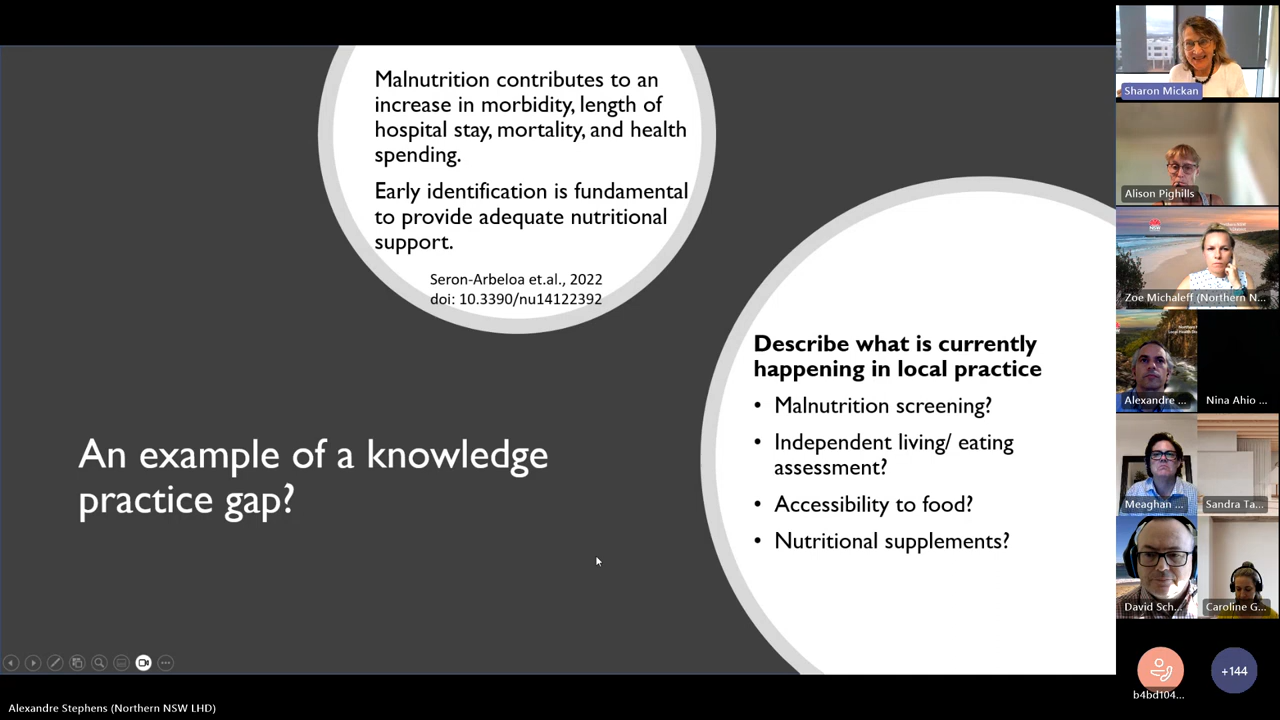 Malnutrition contributes to an
increase in morbidity, length of
hospital stay, mortality, and health
spending.
Early identification is fundamental
to provide adequate nutritional
support.
Seron-Arbeloa et.al., 2022
doi: 10.3390/nu14122392
An example of a knowledge
practice gap?
Describe what is currently
happening in local practice
• Malnutrition screening?
• Independent living/ eating
assessment?
• Accessibility to food?
• Nutritional supplements?
Sharon Mickan
Alison Pighills
Zoe Michaleff (Northern N...
Alexandre ...
Nina Ahio ...
Meaghan ...
Sandra Ta...
David Sch...
Caroline G...
b4bd104...
+144
Alexandre Stephens (Northern NSW LHD)